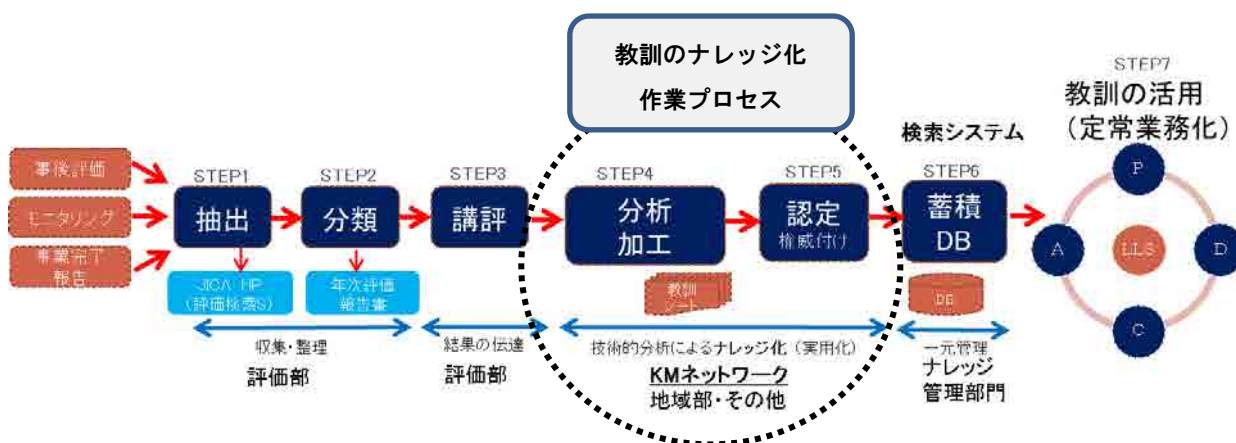 教訓のナレッジ化
作業プロセス
事後評価
モニタリング
事業完了
報告
STEP1
抽出
JICA HP
(評価検索S)
STEP2
分類
年次評価
報告書
収集・整理
評価部
STEP3
講評
結果の伝達
評価部
STEP4
分析
加工
教訓
シート
STEP5
認定
権威付け
技術的分析によるナレッジ化（実用化）
KMネットワーク
地域部・その他
検索システム
STEP6
蓄積
DB
DB
一元管理
ナレッジ
管理部門
STEP7
教訓の活用
（定常業務化）
P
A
LLS
D
C